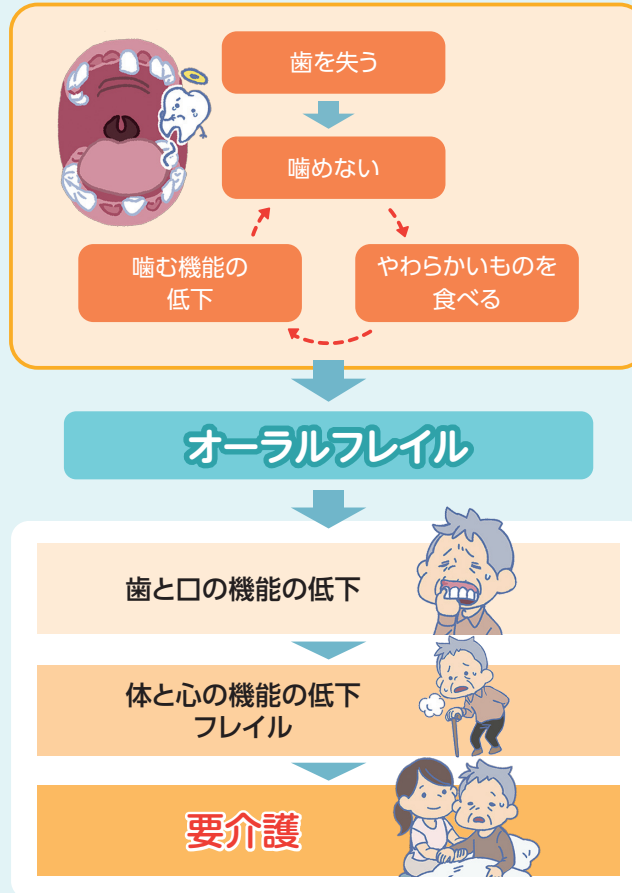 歯を失う
噛めない
噛む機能の
低下
やわらかいものを
食べる
オーラルフレイル
歯と口の機能の低下
体と心の機能の低下
フレイル
要介護